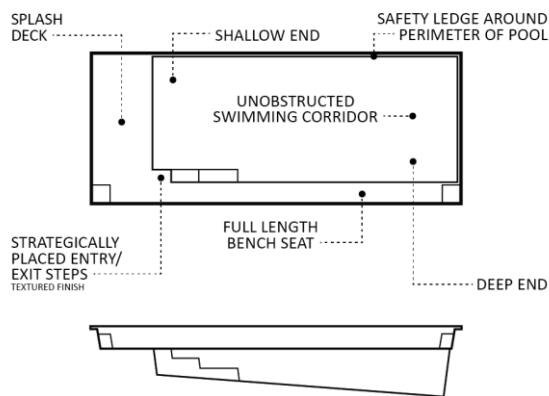 SPLASH
DECK
SHALLOW END
SAFETY LEDGE AROUND
PERIMETER OF POOL
UNOBSTRUCTED
SWIMMING CORRIDOR
FULL LENGTH
BENCH SEAT
STRATEGICALLY
PLACED ENTRY/
EXIT STEPS
TEXTURED FINISH
DEEP END